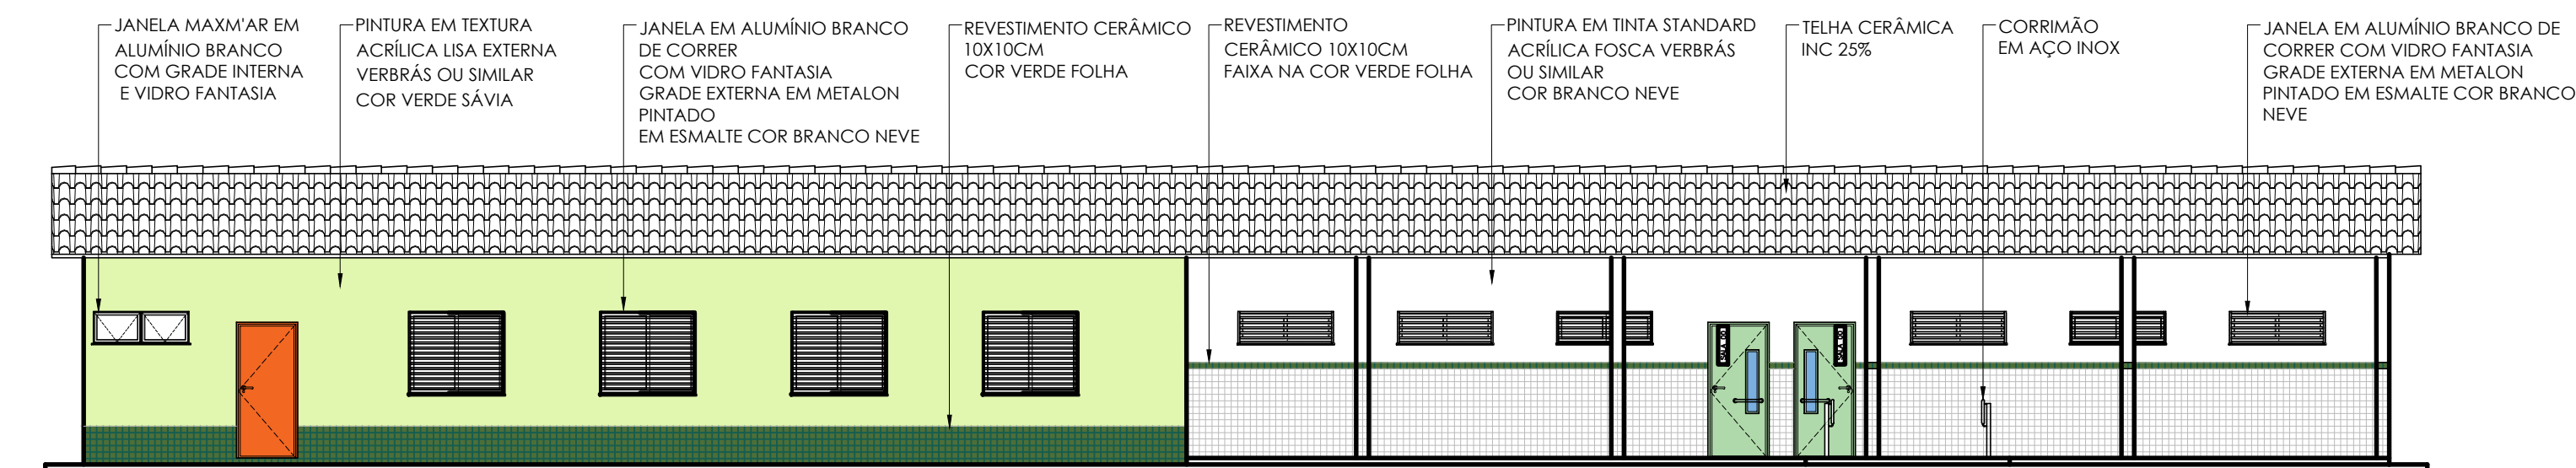 JANELA MAXM'AR EM
ALUMÍNIO BRANCO
COM GRADE INTERNA
E VIDRO FANTASIA
PINTURA EM TEXTURA
ACRÍLICA LISA EXTERNA
VERBRÁS OU SIMILAR
COR VERDE SÁVIA
JANELA EM ALUMÍNIO BRANCO
DE CORRER
COM VIDRO FANTASIA
GRADE EXTERNA EM METALON
PINTADO
EM ESMALTE COR BRANCO NEVE
REVESTIMENTO CERÂMICO
10X10CM
COR VERDE FOLHA
REVESTIMENTO
CERÂMICO 10X10CM
FAIXA NA COR VERDE FOLHA
PINTURA EM TINTA STANDARD
ACRÍLICA FOSCA VERBRÁS
OU SIMILAR
COR BRANCO NEVE
TELHA CERÂMICA
INC 25%
CORRIMÃO
EM AÇO INOX
JANELA EM ALUMÍNIO BRANCO DE
CORRER COM VIDRO FANTASIA
GRADE EXTERNA EM METALON
PINTADO EM ESMALTE COR BRANCO
NEVE
SALA
SALA